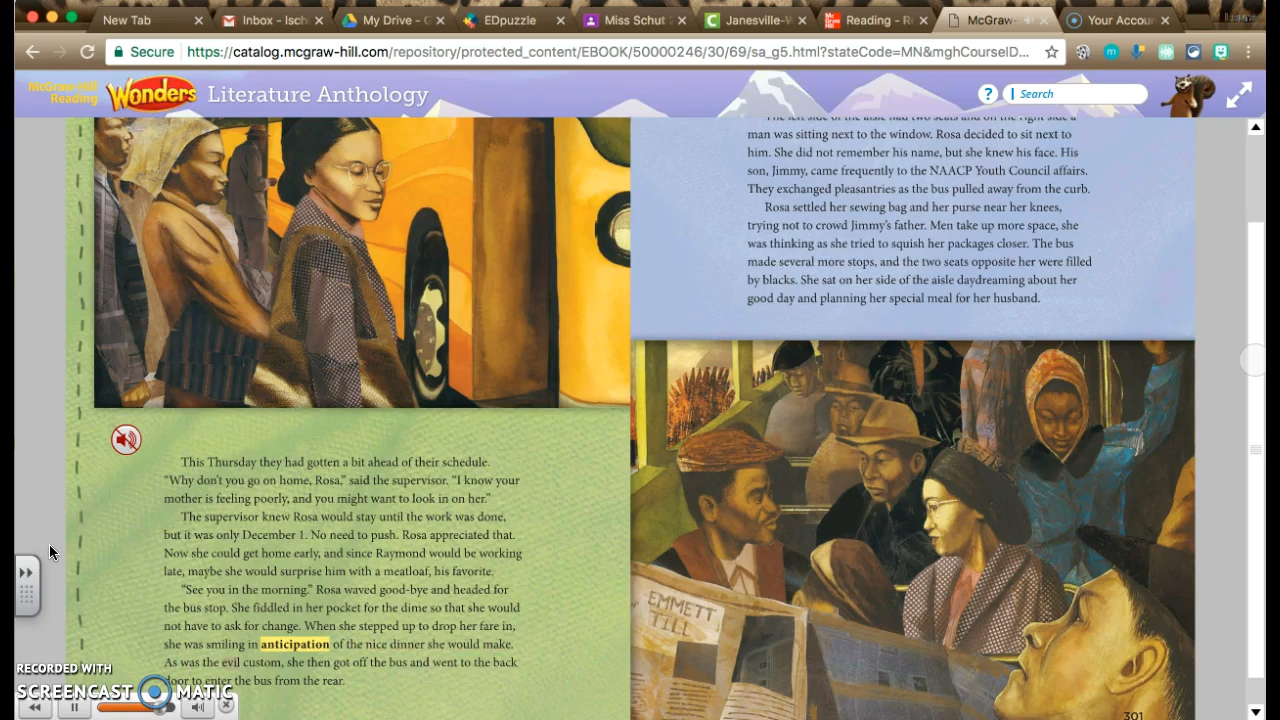 New Tab
Inbox - Isch
My Drive - G
EDpuzzle
Miss Schut
Janesville-W
Reading - R
McGraw-
Your Accou
Secure https://catalog.mcgraw-hill.com/repository/protected_content/EBOOK/50000246/30/69/sa_g5.html?stateCode=MN&mghCourseID...
McGraw-Hill
Reading
Wonders
Literature Anthology
? Search
The left side of the aisle had two seats and on the right side a
man was sitting next to the window. Rosa decided to sit next to
him. She did not remember his name, but she knew his face. His
son, Jimmy, came frequently to the NAACP Youth Council affairs.
They exchanged pleasantries as the bus pulled away from the curb.
Rosa settled her sewing bag and her purse near her knees,
trying not to crowd Jimmy's father. Men take up more space, she
was thinking as she tried to squish her packages closer. The bus
made several more stops, and the two seats opposite her were filled
by blacks. She sat on her side of the aisle daydreaming about her
good day and planning her special meal for her husband.
This Thursday they had gotten a bit ahead of their schedule.
"Why don't you go on home, Rosa," said the supervisor. "I know your
mother is feeling poorly, and you might want to look in on her."
The supervisor knew Rosa would stay until the work was done,
but it was only December 1. No need to push. Rosa appreciated that.
Now she could get home early, and since Raymond would be working
late, maybe she would surprise him with a meatloaf, his favorite.
"See you in the morning." Rosa waved good-bye and headed for
the bus stop. She fiddled in her pocket for the dime so that she would
not have to ask for change. When she stepped up to drop her fare in,
she was smiling in anticipation of the nice dinner she would make.
As was the evil custom, she then got off the bus and went to the back
door to enter the bus from the rear.
EMMETT
TILL
301
RECORDED WITH
SCREENCAST MATIC